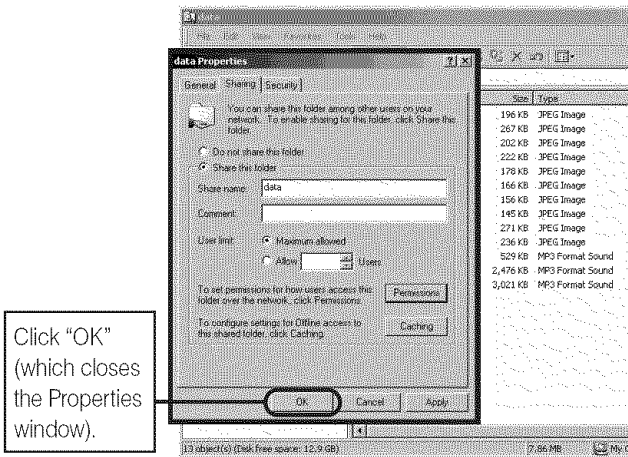 data
File Edit View Favorites Tools Help
data Properties
General Sharing Security
You can share this folder among other users on your
network. To enable sharing for this folder, click Share this
folder.
Do not share this folder
Share this folder
Share name: data
Comment:
User limit: Maximum allowed
Allow Users
To set permissions for how users access this
folder over the network, click Permissions.
Permissions
To configure settings for Offline access to
this shared folder, click Caching.
Caching
OK Cancel Apply
Size Type
196 KB JPEG Image
267 KB JPEG Image
202 KB JPEG Image
222 KB JPEG Image
178 KB JPEG Image
166 KB JPEG Image
156 KB JPEG Image
145 KB JPEG Image
271 KB JPEG Image
236 KB JPEG Image
529 KB MP3 Format Sound
2,476 KB MP3 Format Sound
3,021 KB MP3 Format Sound
Click “OK”
(which closes
the Properties
window).
13 object(s) (Disk free space: 12.9 GB)
7.86 MB
My C